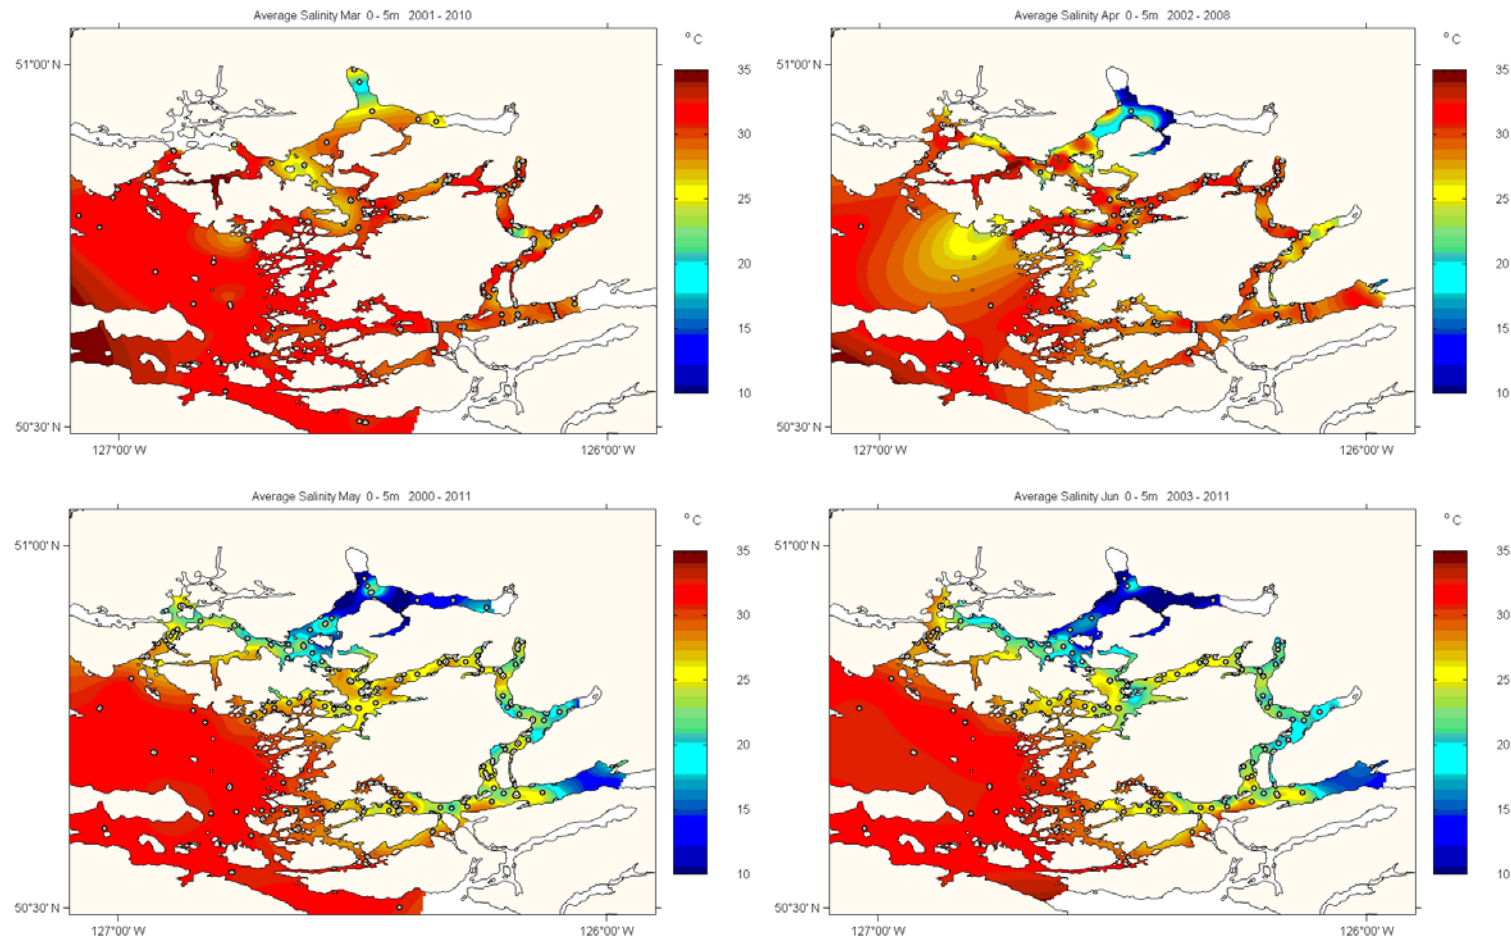 Average Salinity Mar 0 - 5m 2001 - 2010
° C
51°00' N
50°30' N
127°00' W
126°00' W
35
30
25
20
15
10
Average Salinity Apr 0 - 5m 2002 - 2008
° C
51°00' N
50°30' N
127°00' W
126°00' W
35
30
25
20
15
10
Average Salinity May 0 - 5m 2000 - 2011
° C
51°00' N
50°30' N
127°00' W
126°00' W
35
30
25
20
15
10
Average Salinity Jun 0 - 5m 2003 - 2011
° C
51°00' N
50°30' N
127°00' W
126°00' W
35
30
25
20
15
10